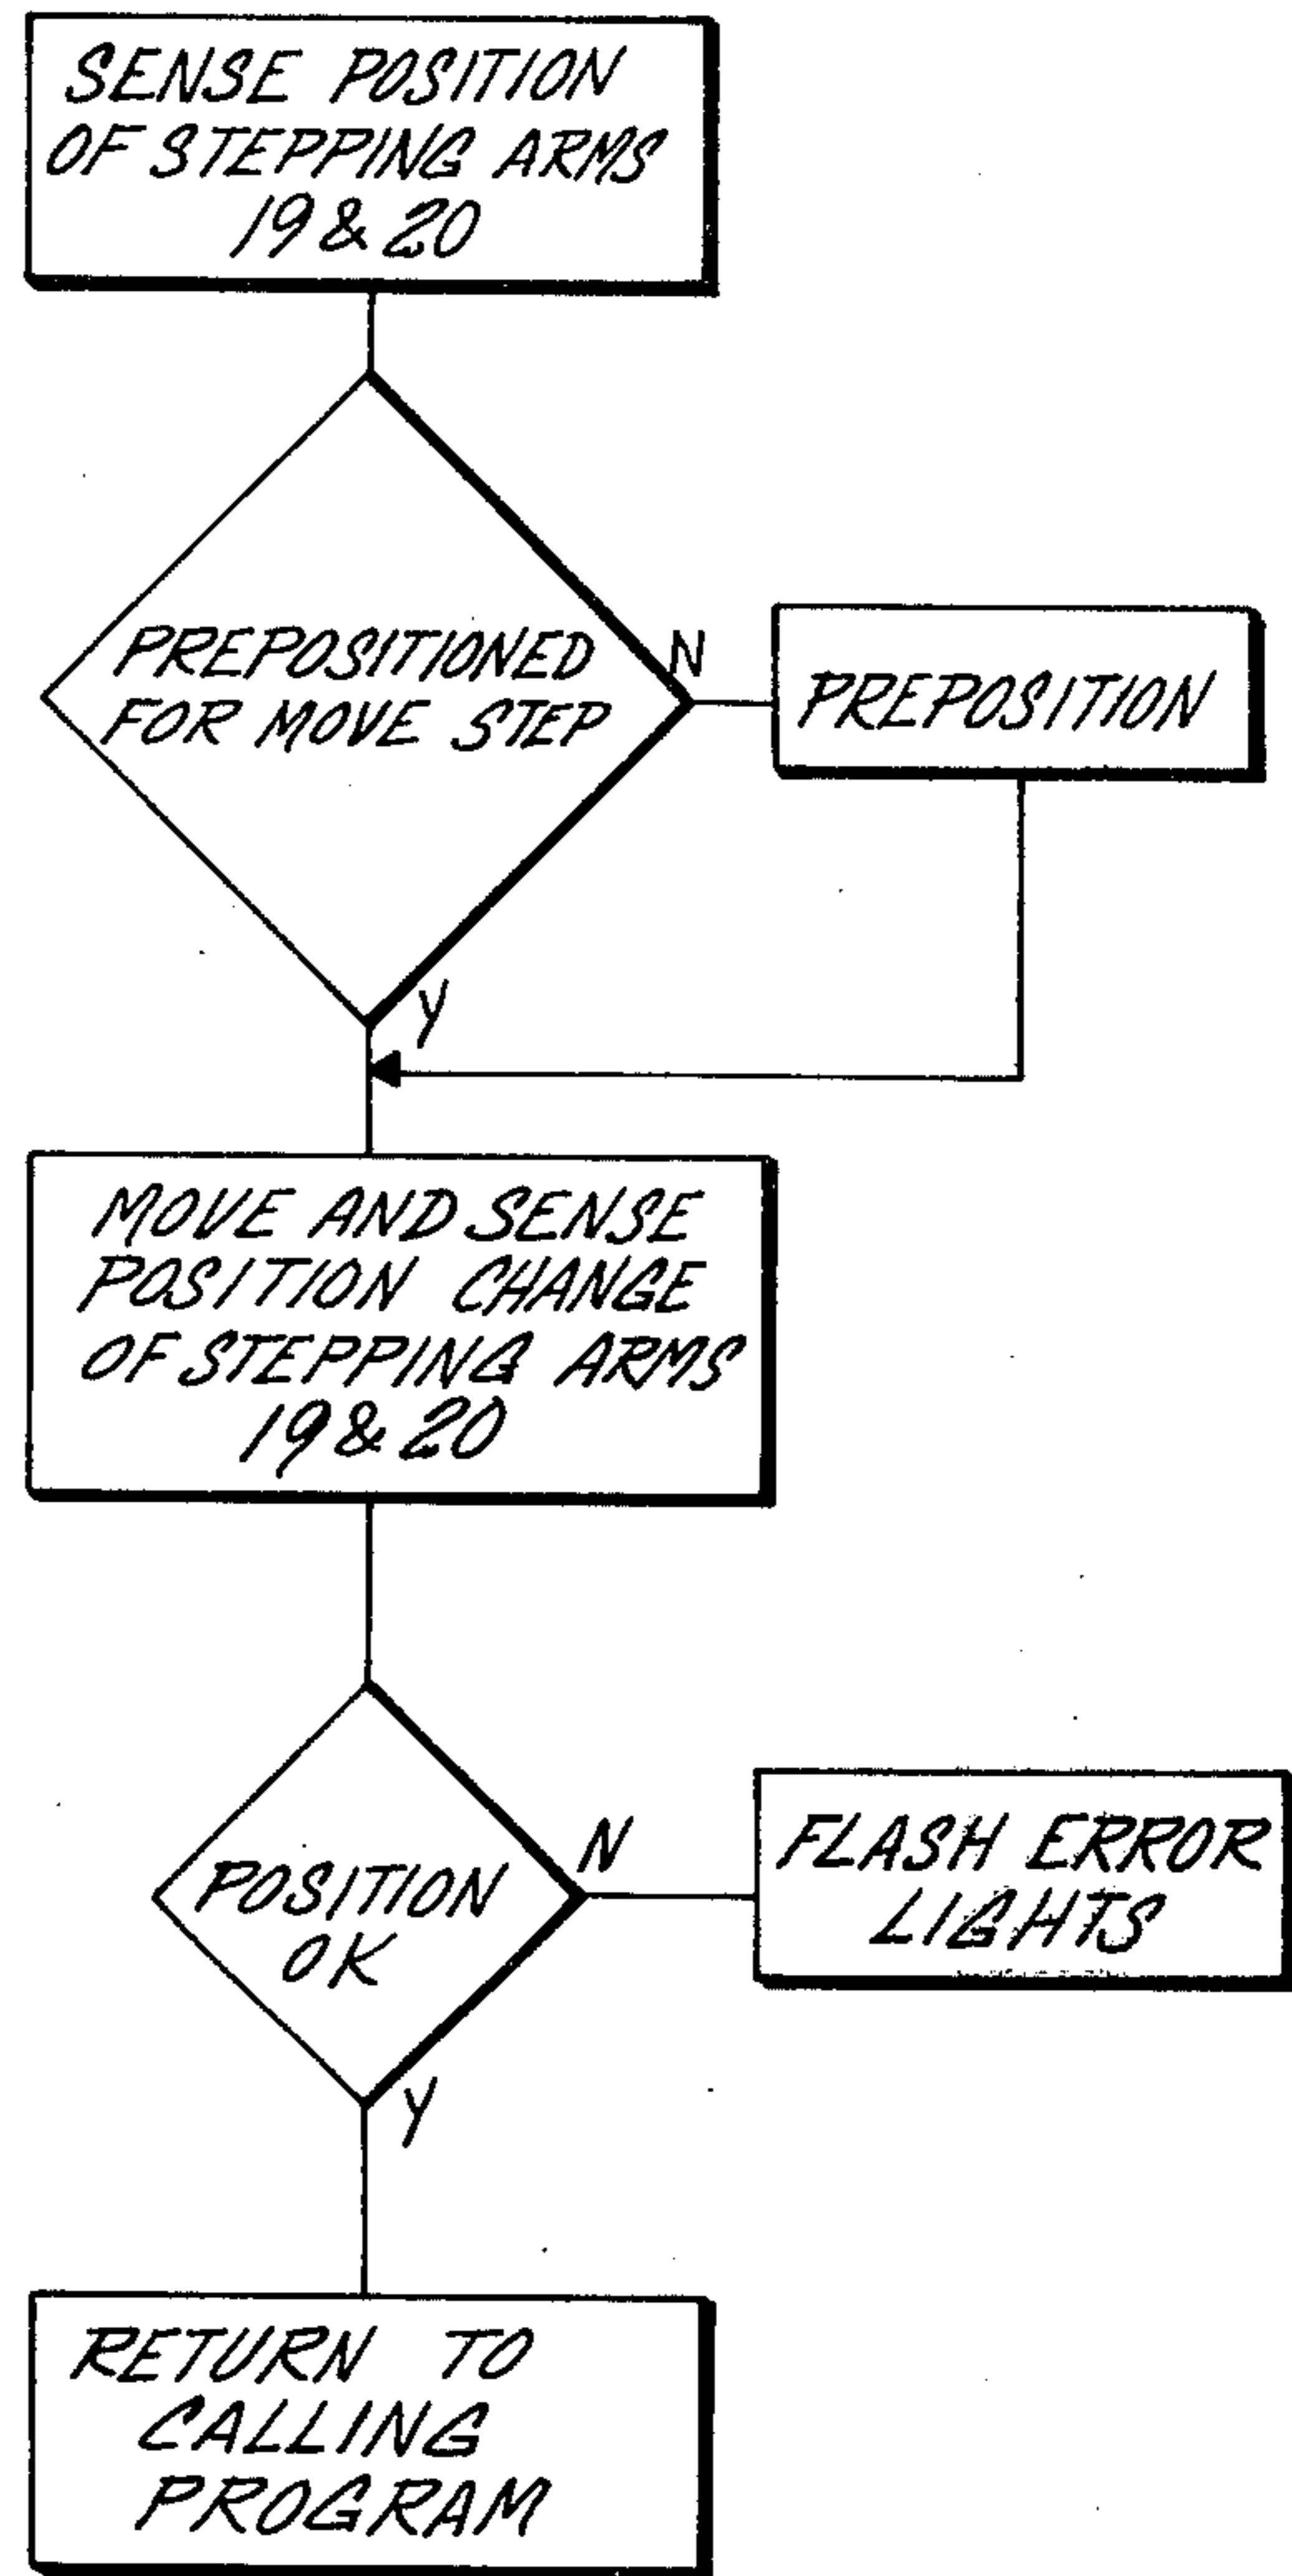 SENSE POSITION
OF STEPPING ARMS
19 & 20
PREPOSITIONED
FOR MOVE STEP
N
PREPOSITION
Y
MOVE AND SENSE
POSITION CHANGE
OF STEPPING ARMS
19 & 20
POSITION
OK
N
FLASH ERROR
LIGHTS
Y
RETURN TO
CALLING
PROGRAM